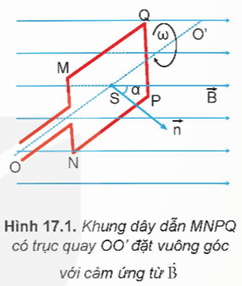 Q
ω
O'
M
S
α
P
B⃗
n⃗
O
N
Hình 17.1. Khung dây dẫn MNPQ
có trục quay OO' đặt vuông góc
với cảm ứng từ B⃗